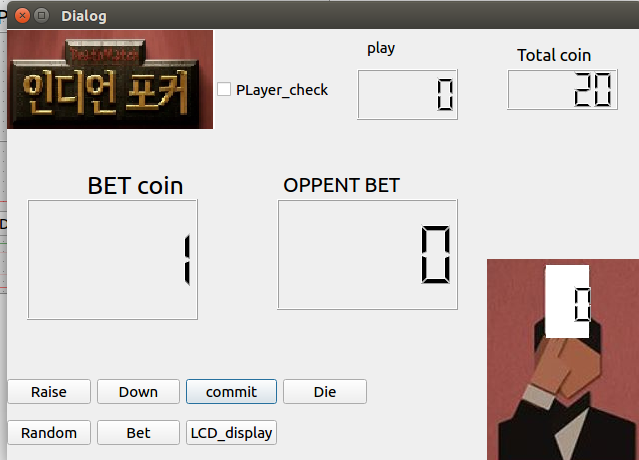 Dialog
인디언 포커
PLayer_check
play
0
Total coin
20
BET coin
1
OPPENT BET
0
0
Raise
Down
commit
Die
Random
Bet
LCD_display